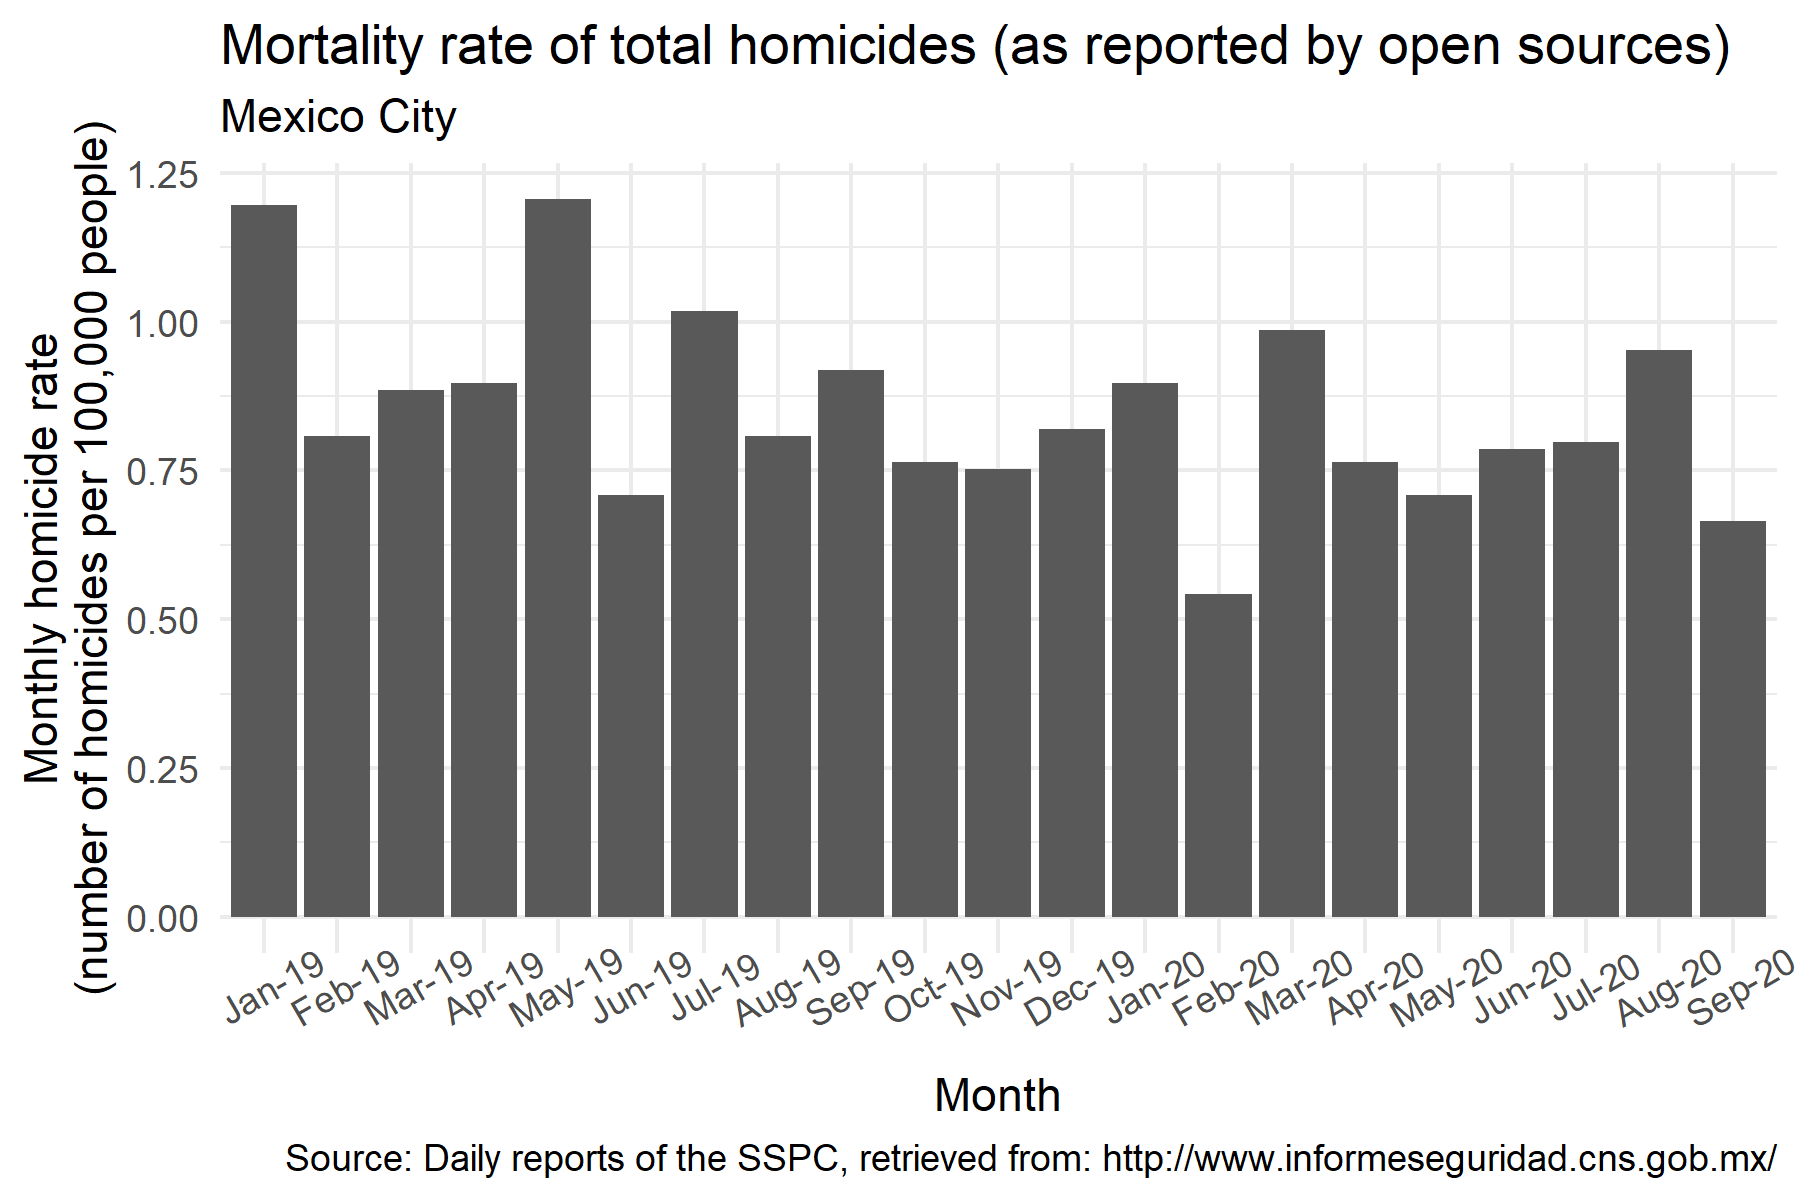 Mortality rate of total homicides (as reported by open sources)
Mexico City
Monthly homicide rate
(number of homicides per 100,000 people)
1.25
1.00
0.75
0.50
0.25
0.00
Jan-19
Feb-19
Mar-19
Apr-19
May-19
Jun-19
Jul-19
Aug-19
Sep-19
Oct-19
Nov-19
Dec-19
Jan-20
Feb-20
Mar-20
Apr-20
May-20
Jun-20
Jul-20
Aug-20
Sep-20
Month
Source: Daily reports of the SSPC, retrieved from: http://www.informeseguridad.cns.gob.mx/